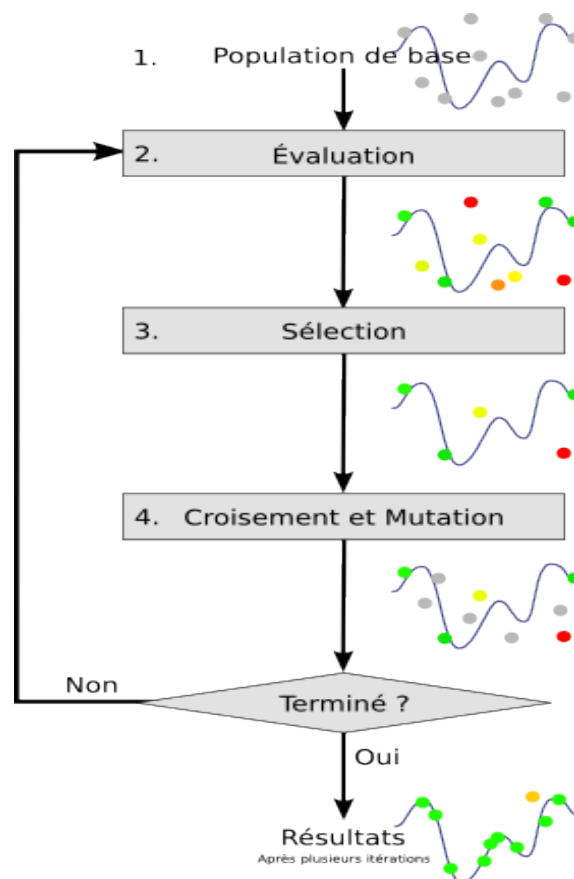 1. Population de base
2. Évaluation
3. Sélection
4. Croisement et Mutation
Non
Terminé ?
Oui
Résultats
Après plusieurs itérations